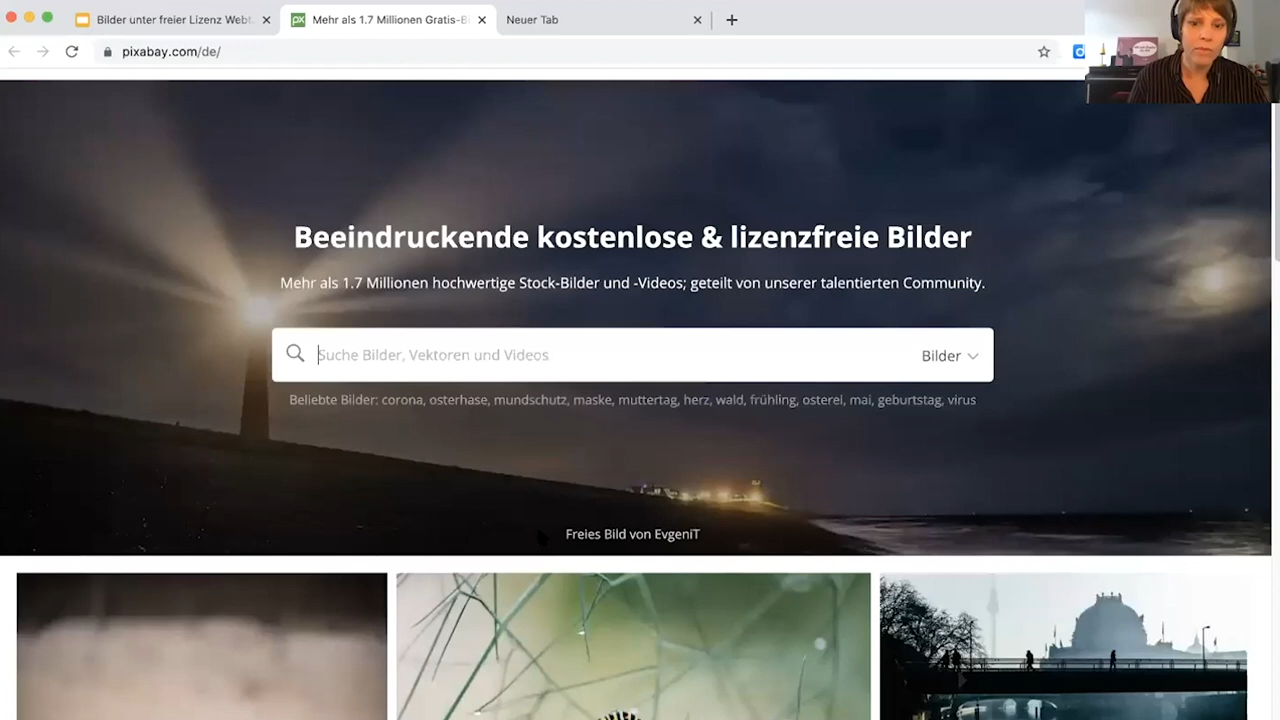 Bilder unter freier Lizenz Webt
Mehr als 1.7 Millionen Gratis-B
Neuer Tab
pixabay.com/de/
Beeindruckende kostenlose & lizenzfreie Bilder
Mehr als 1.7 Millionen hochwertige Stock-Bilder und -Videos; geteilt von unserer talentierten Community.
Suche Bilder, Vektoren und Videos
Bilder
Beliebte Bilder: corona, osterhase, mundschutz, maske, muttertag, herz, wald, frühling, osterei, mai, geburtstag, virus
Freies Bild von EvgeniT